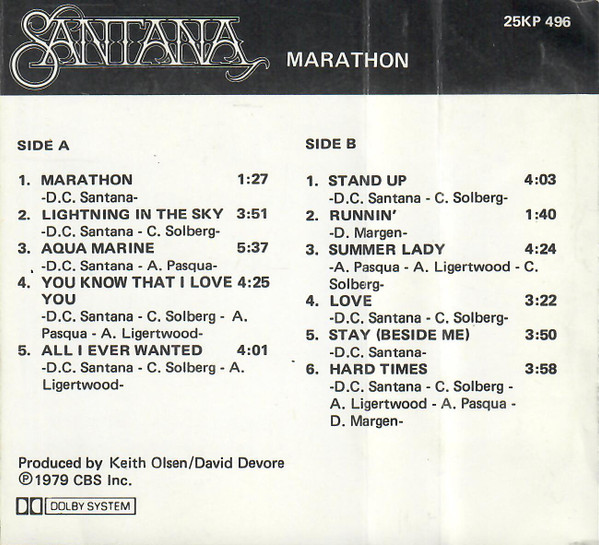 SANTANA
MARATHON
25KP 496
SIDE A
1. MARATHON 1:27
-D.C. Santana-
2. LIGHTNING IN THE SKY 3:51
-D.C. Santana - C. Solberg-
3. AQUA MARINE 5:37
-D.C. Santana - A. Pasqua-
4. YOU KNOW THAT I LOVE 4:25
YOU
-D.C. Santana - C. Solberg - A.
Pasqua - A. Ligertwood-
5. ALL I EVER WANTED 4:01
-D.C. Santana - C. Solberg - A.
Ligertwood-
SIDE B
1. STAND UP 4:03
-D.C. Santana - C. Solberg-
2. RUNNIN' 1:40
-D. Margen-
3. SUMMER LADY 4:24
-A. Pasqua - A. Ligertwood - C.
Solberg-
4. LOVE 3:22
-D.C. Santana - C. Solberg-
5. STAY (BESIDE ME) 3:50
-D.C. Santana-
6. HARD TIMES 3:58
-D.C. Santana - C. Solberg -
A. Ligertwood - A. Pasqua -
D. Margen-
Produced by Keith Olsen/David Devore
℗1979 CBS Inc.
DOLBY SYSTEM